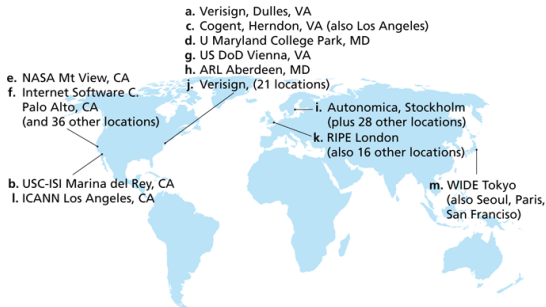 a. Verisign, Dulles, VA
c. Cogent, Herndon, VA (also Los Angeles)
d. U Maryland College Park, MD
g. US DoD Vienna, VA
h. ARL Aberdeen, MD
j. Verisign, (21 locations)
e. NASA Mt View, CA
f. Internet Software C.
Palo Alto, CA
(and 36 other locations)
i. Autonomica, Stockholm
(plus 28 other locations)
k. RIPE London
(also 16 other locations)
m. WIDE Tokyo
(also Seoul, Paris,
San Franciso)
b. USC-ISI Marina del Rey, CA
l. ICANN Los Angeles, CA